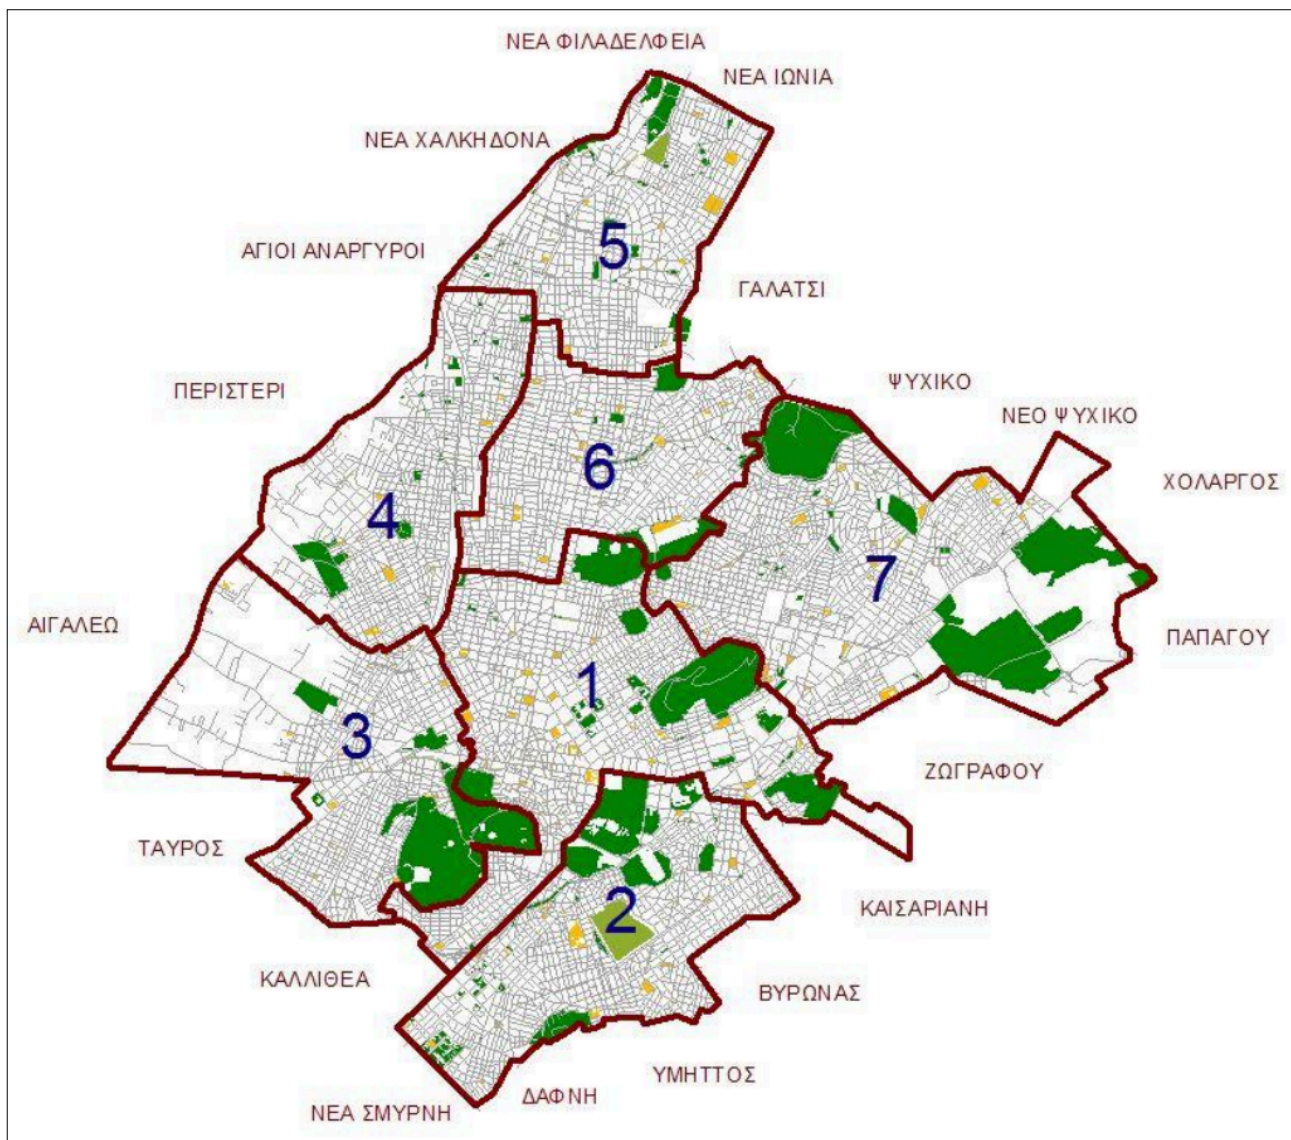 ΝΕΑ ΦΙΛΑΔΕΛΦΕΙΑ
ΝΕΑ ΙΩΝΙΑ
ΝΕΑ ΧΑΛΚΗΔΟΝΑ
5
ΑΓΙΟΙ ΑΝΑΡΓΥΡΟΙ
ΓΑΛΑΤΣΙ
ΨΥΧΙΚΟ
ΠΕΡΙΣΤΕΡΙ
ΝΕΟ ΨΥΧΙΚΟ
6
ΧΟΛΑΡΓΟΣ
4
7
ΑΙΓΑΛΕΩ
ΠΑΠΑΓΟΥ
1
3
ΖΩΓΡΑΦΟΥ
ΤΑΥΡΟΣ
2
ΚΑΙΣΑΡΙΑΝΗ
ΚΑΛΛΙΘΕΑ
ΒΥΡΩΝΑΣ
ΥΜΗΤΤΟΣ
ΔΑΦΝΗ
ΝΕΑ ΣΜΥΡΝΗ